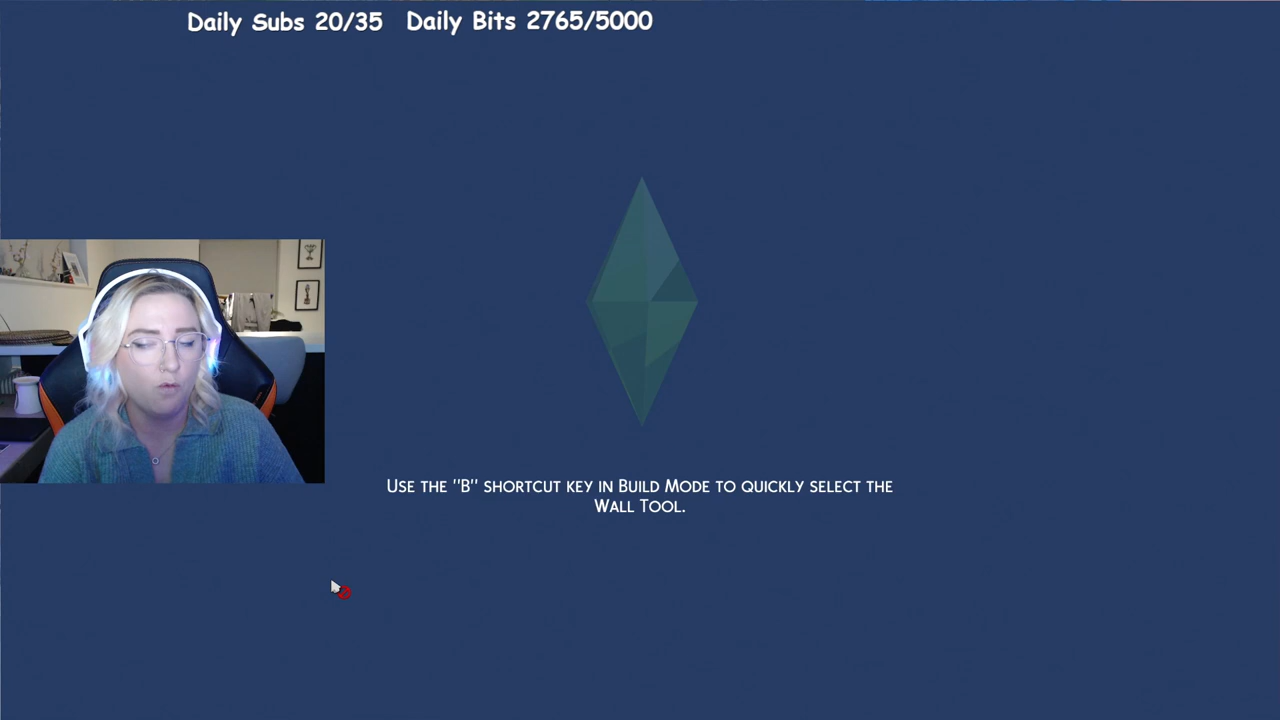 Daily Subs 20/35 Daily Bits 2765/5000
Use the "B" shortcut key in Build Mode to quickly select the
Wall Tool.